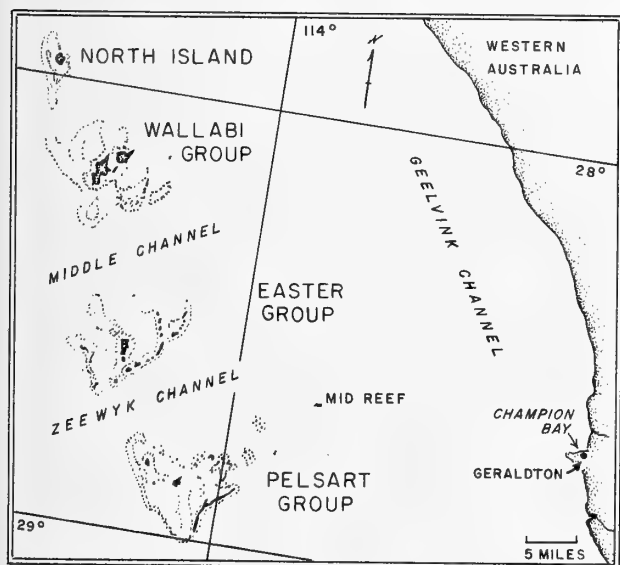 114°
N
WESTERN
AUSTRALIA
NORTH ISLAND
WALLABI
GROUP
28°
GEELVINK CHANNEL
MIDDLE CHANNEL
EASTER
GROUP
ZEEWYK CHANNEL
MID REEF
CHAMPION
BAY
GERALDTON
PELSART
GROUP
29°
5 MILES